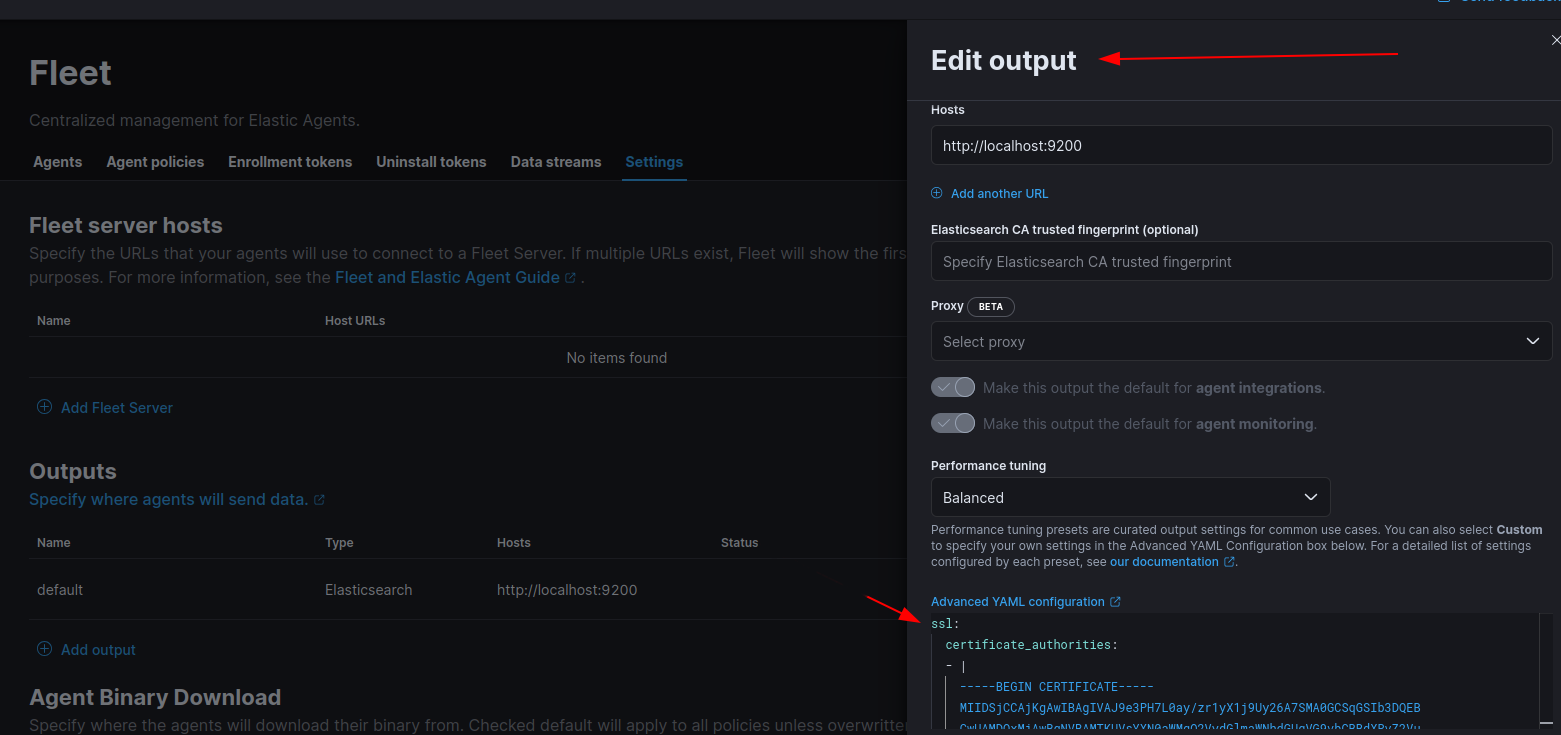 Fleet
Centralized management for Elastic Agents.
Agents Agent policies Enrollment tokens Uninstall tokens Data streams Settings
Fleet server hosts
Specify the URLs that your agents will use to connect to a Fleet Server. If multiple URLs exist, Fleet will show the firs
purposes. For more information, see the Fleet and Elastic Agent Guide .
Name Host URLs
No items found
Add Fleet Server
Outputs
Specify where agents will send data.
Name Type Hosts Status
default Elasticsearch http://localhost:9200
Add output
Agent Binary Download
Specify where the agents will download their binary from. Checked default will apply to all policies unless overwritte
Edit output
Hosts
http://localhost:9200
Add another URL
Elasticsearch CA trusted fingerprint (optional)
Specify Elasticsearch CA trusted fingerprint
Proxy BETA
Select proxy
Make this output the default for agent integrations.
Make this output the default for agent monitoring.
Performance tuning
Balanced
Performance tuning presets are curated output settings for common use cases. You can also select Custom
to specify your own settings in the Advanced YAML Configuration box below. For a detailed list of settings
configured by each preset, see our documentation .
Advanced YAML configuration
ssl:
certificate_authorities:
- |
-----BEGIN CERTIFICATE-----
MIIDSjCCAjKgAwIBAgIVAJ9e3PH7L0ay/zr1yX1j9Uy26A7SMA0GCSqGSIb3DQEB